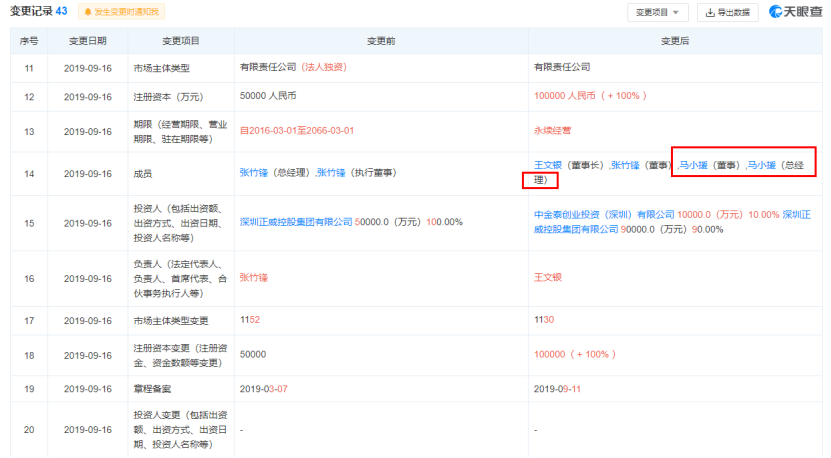 变更记录 43 发生变更时通知我 变更项目 导出数据 天眼查
序号 变更日期 变更项目 变更前 变更后
11 2019-09-16 市场主体类型 有限责任公司（法人独资） 有限责任公司
12 2019-09-16 注册资本（万元） 50000 人民币 100000 人民币（ + 100% ）
13 2019-09-16 期限（经营期限、营业
期限、驻在期限等） 自2016-03-01至2066-03-01 永续经营
14 2019-09-16 成员 张竹锋（总经理）,张竹锋（执行董事） 王文银（董事长）,张竹锋（董事）,马小援（董事）,马小援（总经
理）
15 2019-09-16 投资人（包括出资额、
出资方式、出资日期、
投资人名称等） 深圳正威控股集团有限公司 50000.0（万元）100.00% 中金泰创业投资（深圳）有限公司 10000.0（万元）10.00% 深圳正
威控股集团有限公司 90000.0（万元）90.00%
16 2019-09-16 负责人（法定代表人、
负责人、首席代表、合
伙事务执行人等） 张竹锋 王文银
17 2019-09-16 市场主体类型变更 1152 1130
18 2019-09-16 注册资本变更（注册资
金、资金数额等变更） 50000 100000（ + 100% ）
19 2019-09-16 章程备案 2019-03-07 2019-09-11
20 2019-09-16 投资人变更（包括出资
额、出资方式、出资日
期、投资人名称等） - -